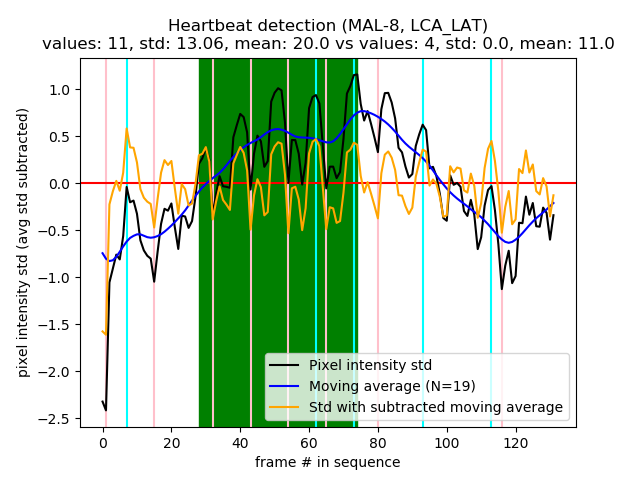 Heartbeat detection (MAL-8, LCA_LAT)
values: 11, std: 13.06, mean: 20.0 vs values: 4, std: 0.0, mean: 11.0
pixel intensity std (avg std subtracted)
1.0
0.5
0.0
−0.5
−1.0
−1.5
−2.0
−2.5
Pixel intensity std
Moving average (N=19)
Std with subtracted moving average
0 20 40 60 80 100 120
frame # in sequence